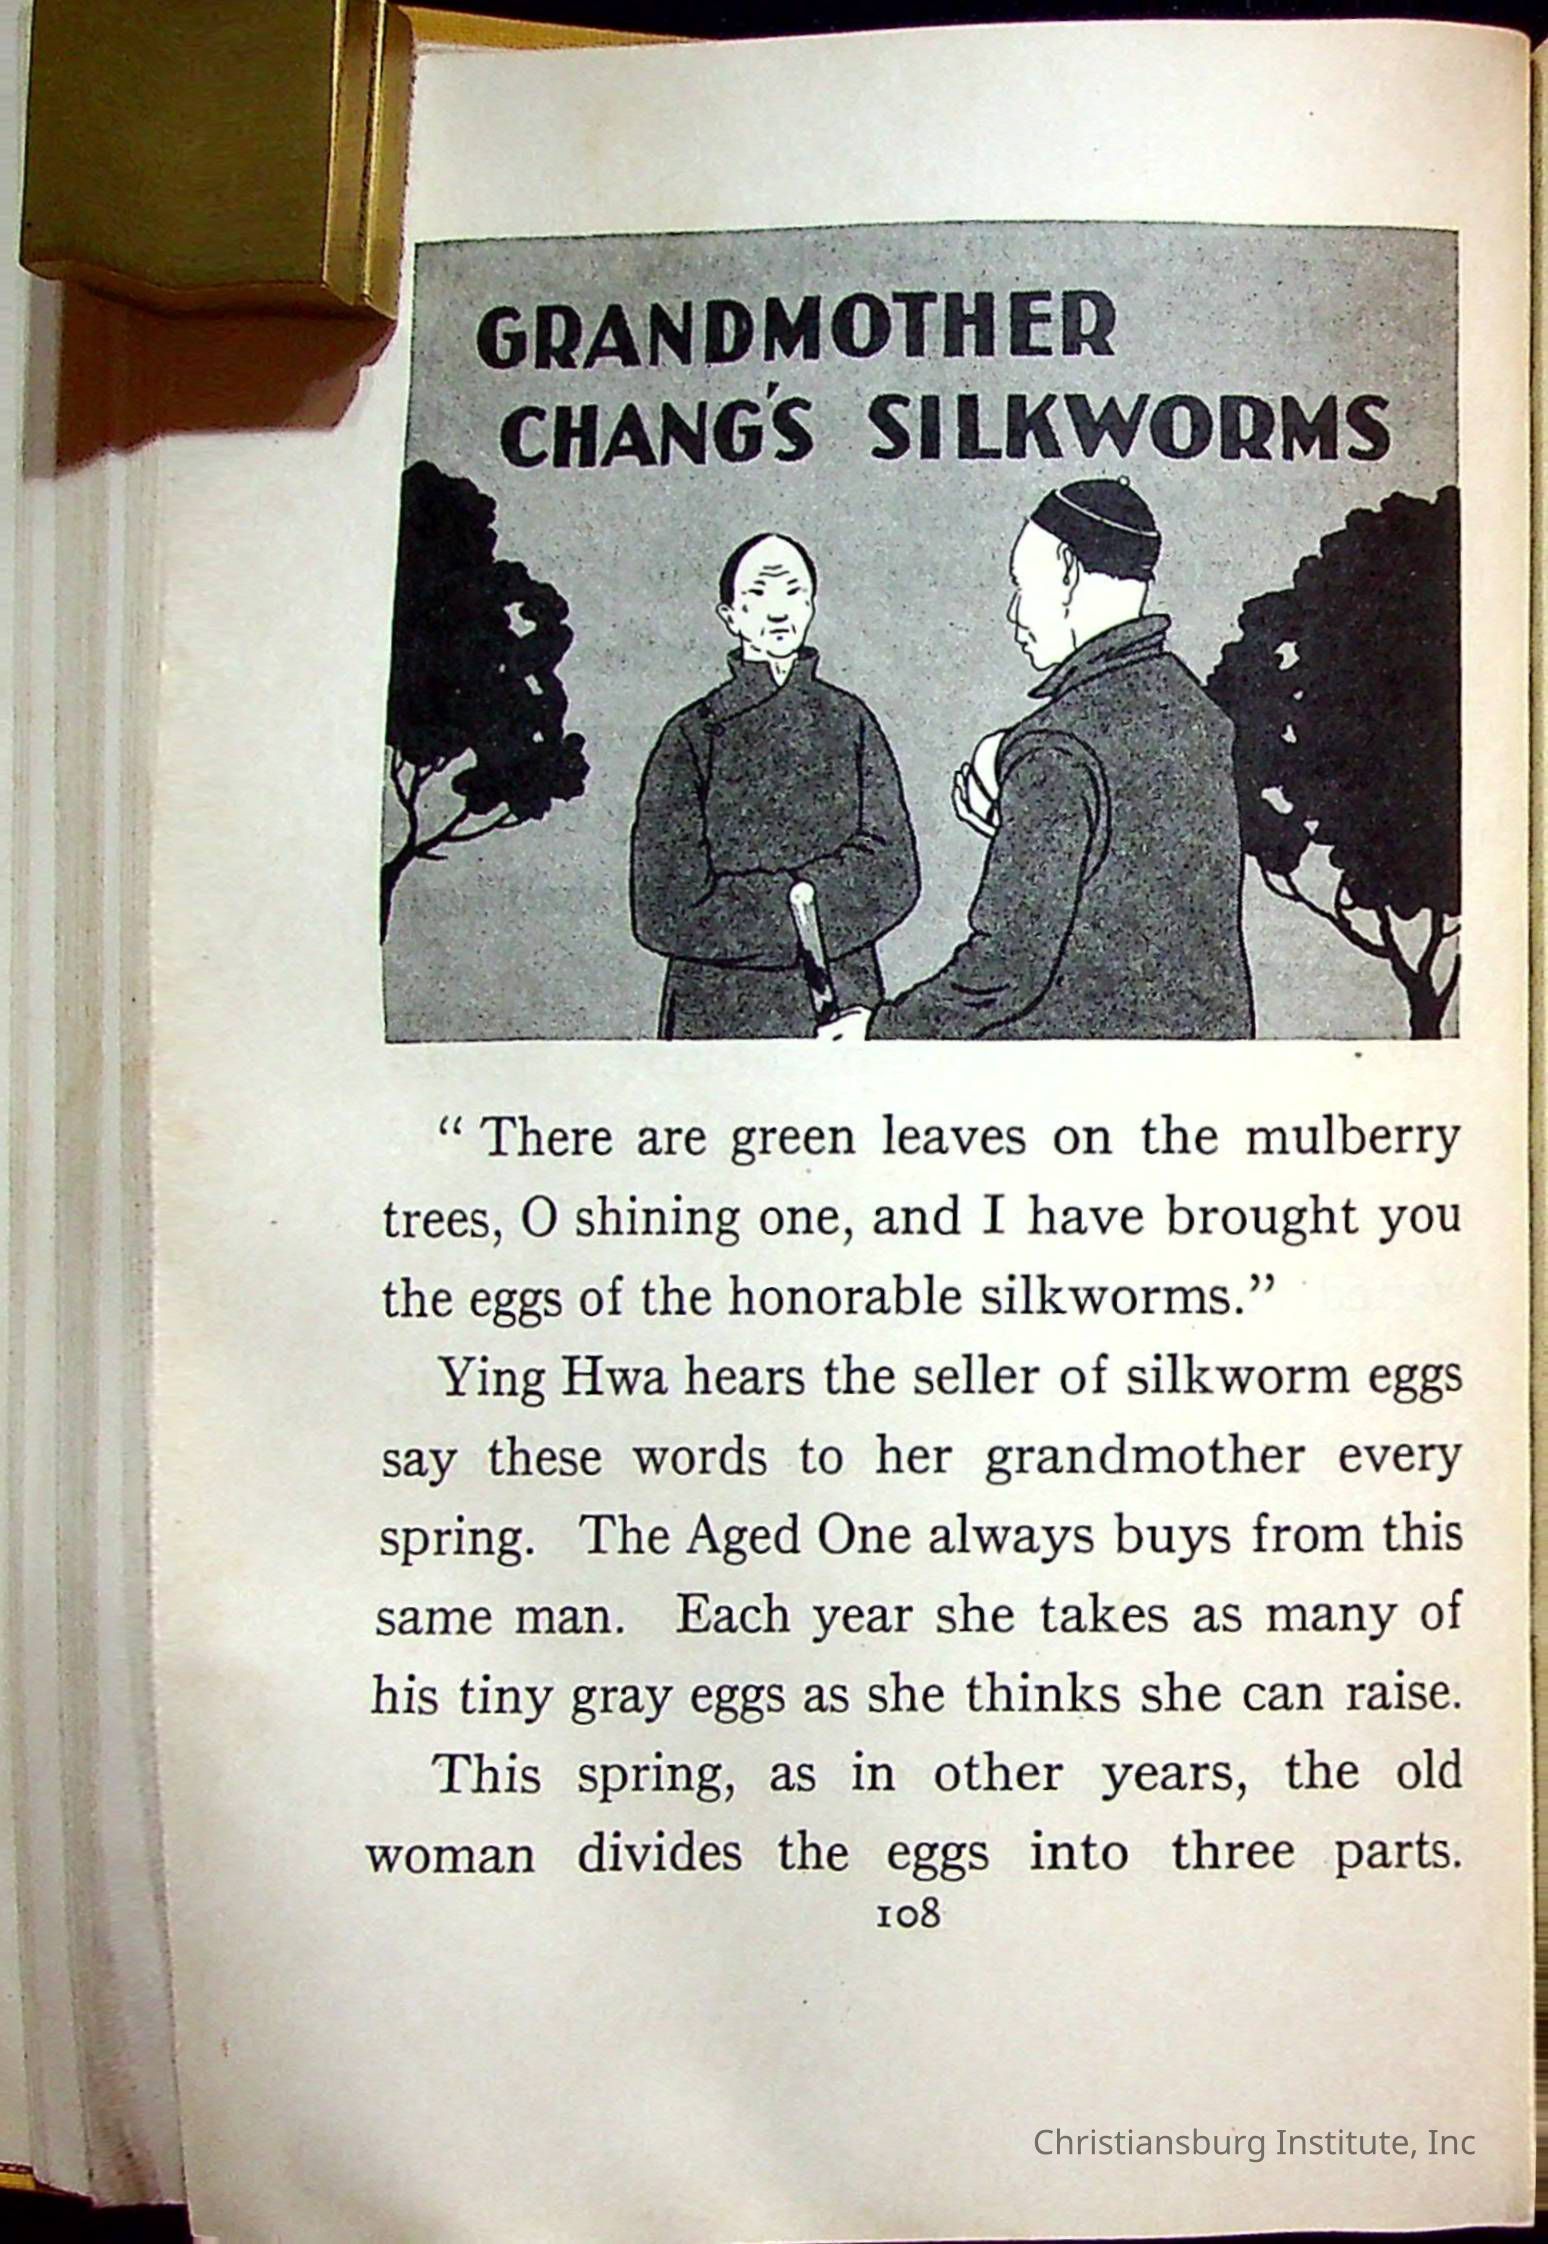 GRANDMOTHER
CHANG'S SILKWORMS
“ There are green leaves on the mulberry
trees, O shining one, and I have brought you
the eggs of the honorable silkworms.”
Ying Hwa hears the seller of silkworm eggs
say these words to her grandmother every
spring. The Aged One always buys from this
same man. Each year she takes as many of
his tiny gray eggs as she thinks she can raise.
This spring, as in other years, the old
woman divides the eggs into three parts.
108
Christiansburg Institute, Inc